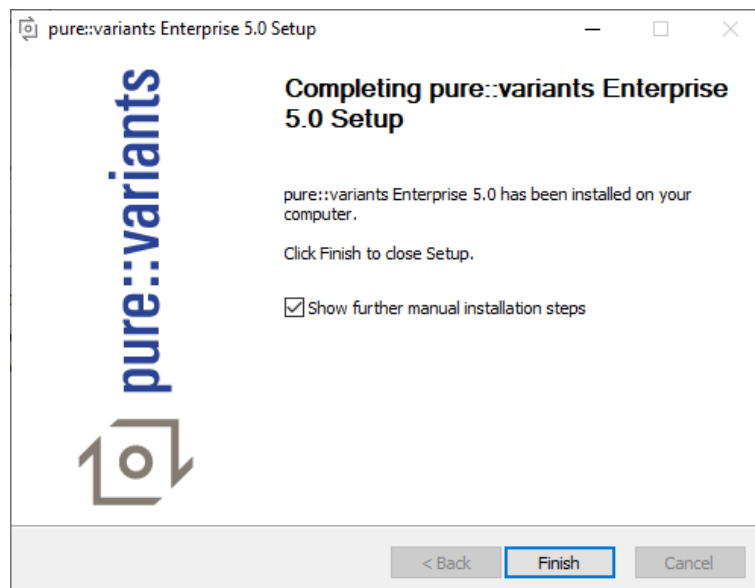 pure::variants Enterprise 5.0 Setup
pure::variants
Completing pure::variants Enterprise
5.0 Setup
pure::variants Enterprise 5.0 has been installed on your
computer.
Click Finish to close Setup.
Show further manual installation steps
< Back
Finish
Cancel